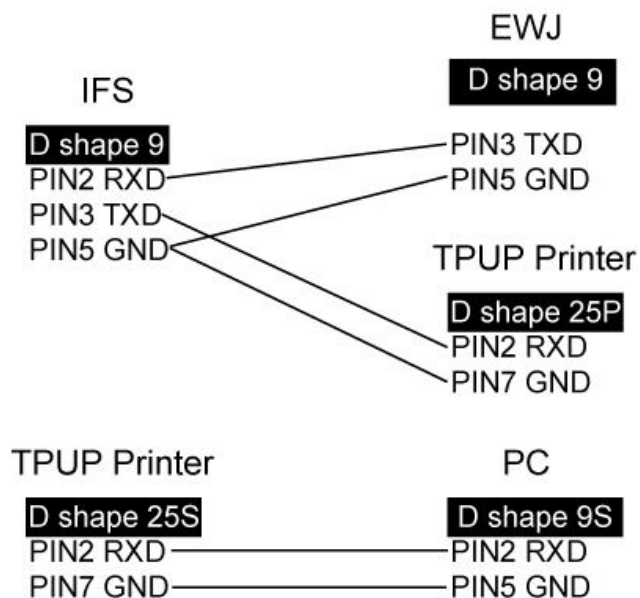 EWJ
D shape 9
IFS
D shape 9
PIN2 RXD
PIN3 TXD
PIN5 GND
PIN3 TXD
PIN5 GND
TPUP Printer
D shape 25P
PIN2 RXD
PIN7 GND
TPUP Printer
D shape 25S
PIN2 RXD
PIN7 GND
PC
D shape 9S
PIN2 RXD
PIN5 GND